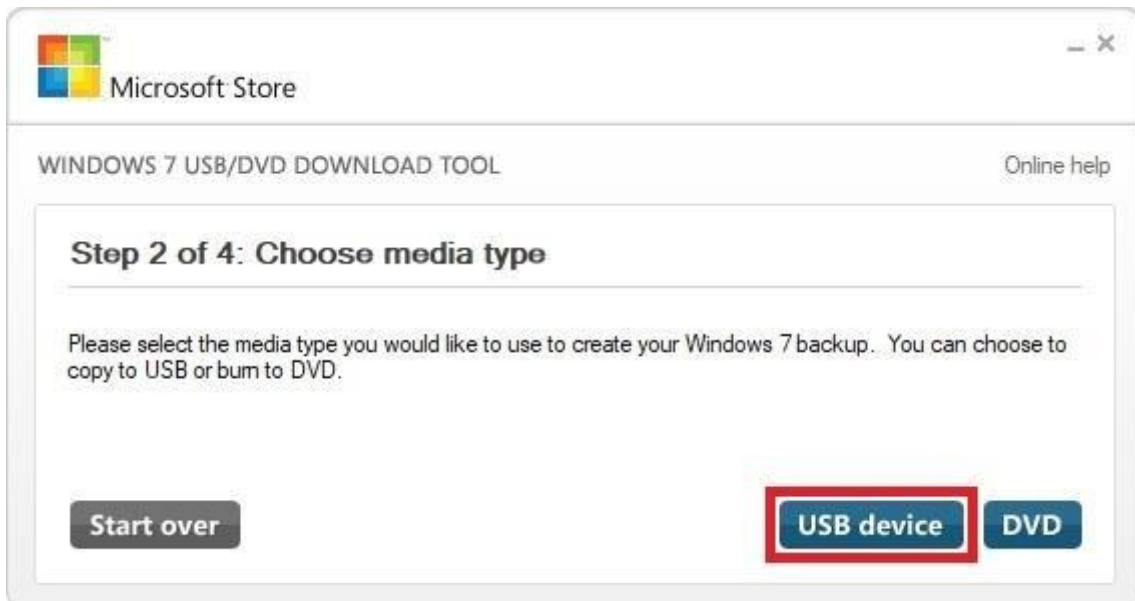 Microsoft Store
WINDOWS 7 USB/DVD DOWNLOAD TOOL
Online help
Step 2 of 4: Choose media type
Please select the media type you would like to use to create your Windows 7 backup. You can choose to
copy to USB or burn to DVD.
Start over
USB device
DVD